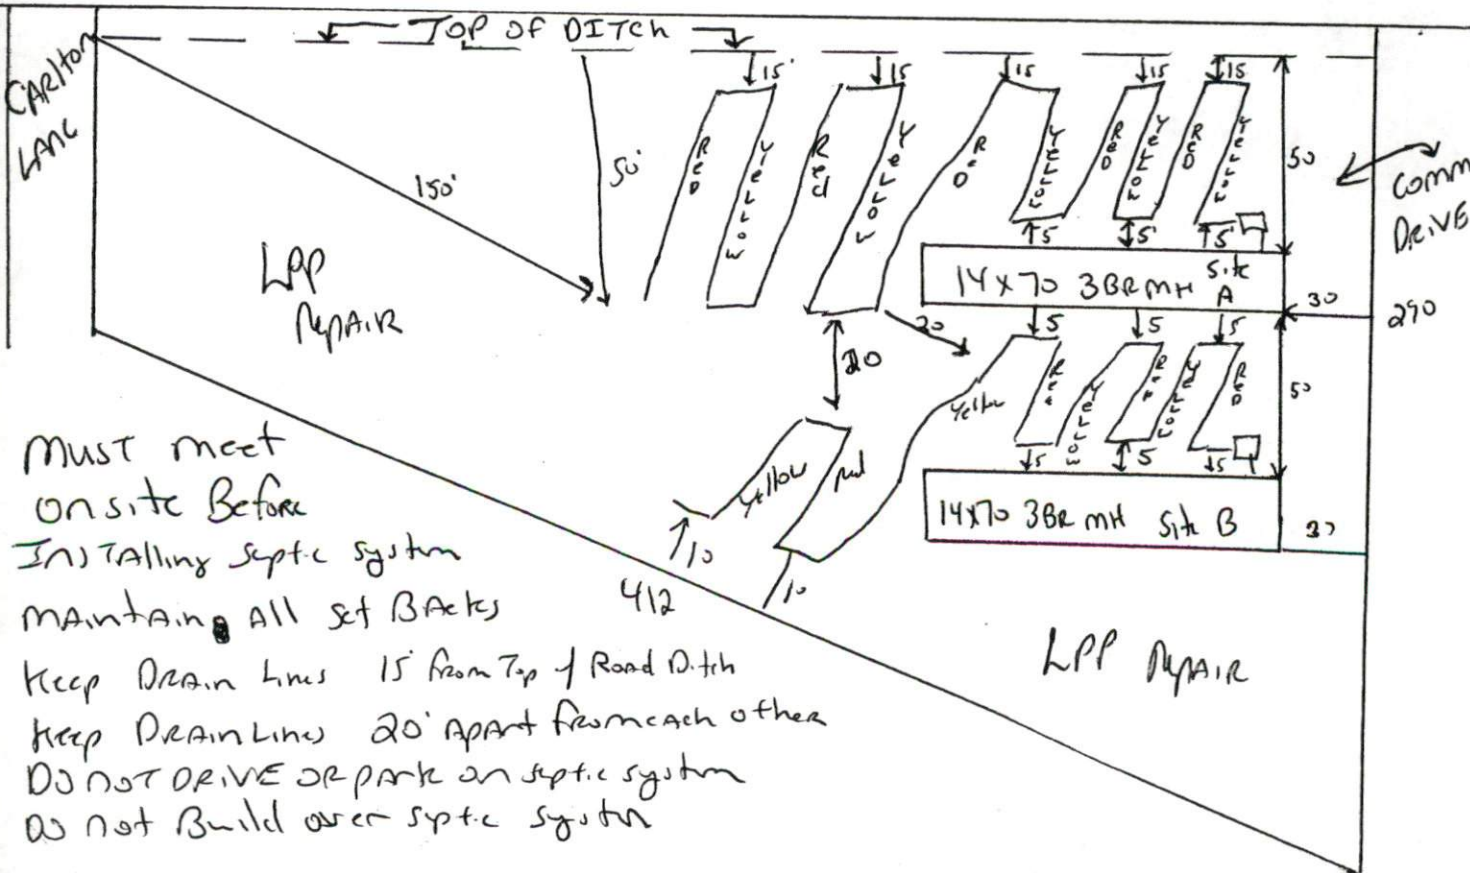 TOP OF DITCH
CARlton
LANE
15'
15
15
15
15
Red
Yellow
Red
Yellow
Red
Yellow
Red
Yellow
Red
Yellow
50'
150'
50
Comm
DRIVE
5
5'
5'
LPP
REPAIR
14x70 3BR MH Site
A
30
290
20
5
5
5
20
Yellow
Red
Yellow
Red
Yellow
Red
50
5
5
5
Yellow
Red
14x70 3BR MH Site B
30
10
10
412
LPP REPAIR
MUST meet
onsite Before
INSTAlling septic system
MAintain All set BACKs
Keep DRAIN Lines 15' from Top of Road Ditch
Keep DRAIN Lines 20' APART from each other
DO NOT DRIVE OR PARK on septic system
DO not Build over septic system